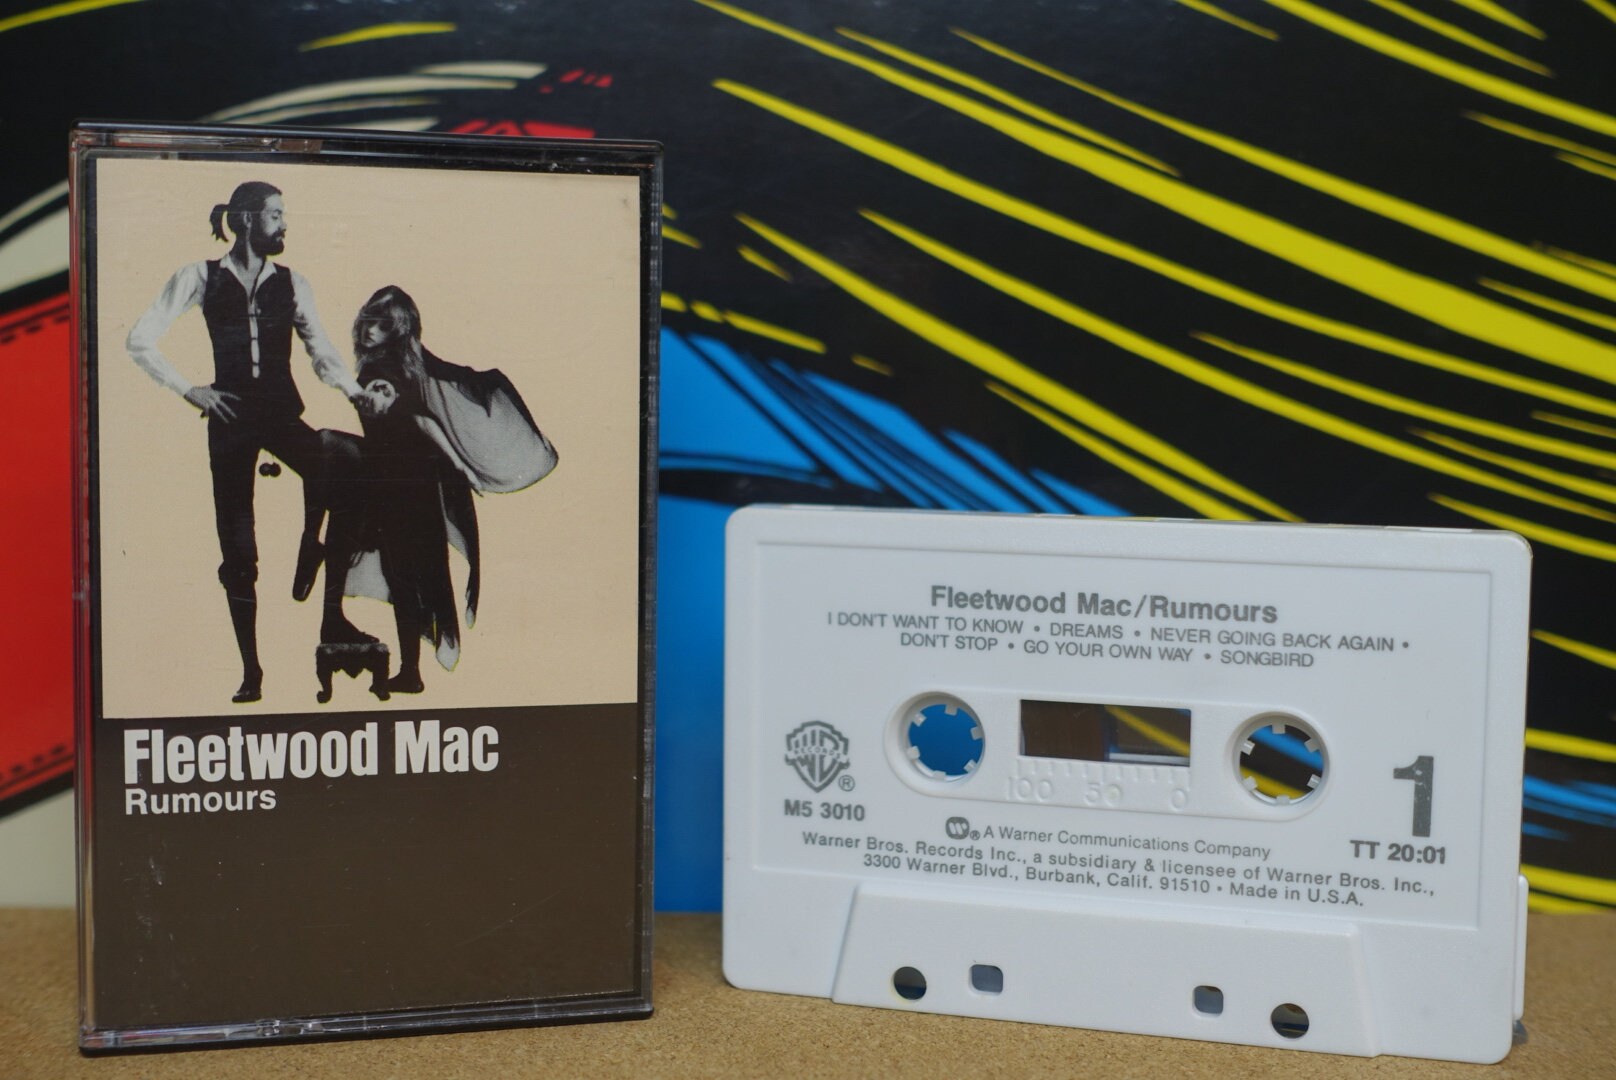 Fleetwood Mac
Rumours
Fleetwood Mac/Rumours
I DON'T WANT TO KNOW • DREAMS • NEVER GOING BACK AGAIN •
DON'T STOP • GO YOUR OWN WAY • SONGBIRD
RECORDS
®
M5 3010
100 50 0
1
TT 20:01
® A Warner Communications Company
Warner Bros. Records Inc., a subsidiary & licensee of Warner Bros. Inc.,
3300 Warner Blvd., Burbank, Calif. 91510 • Made in U.S.A.